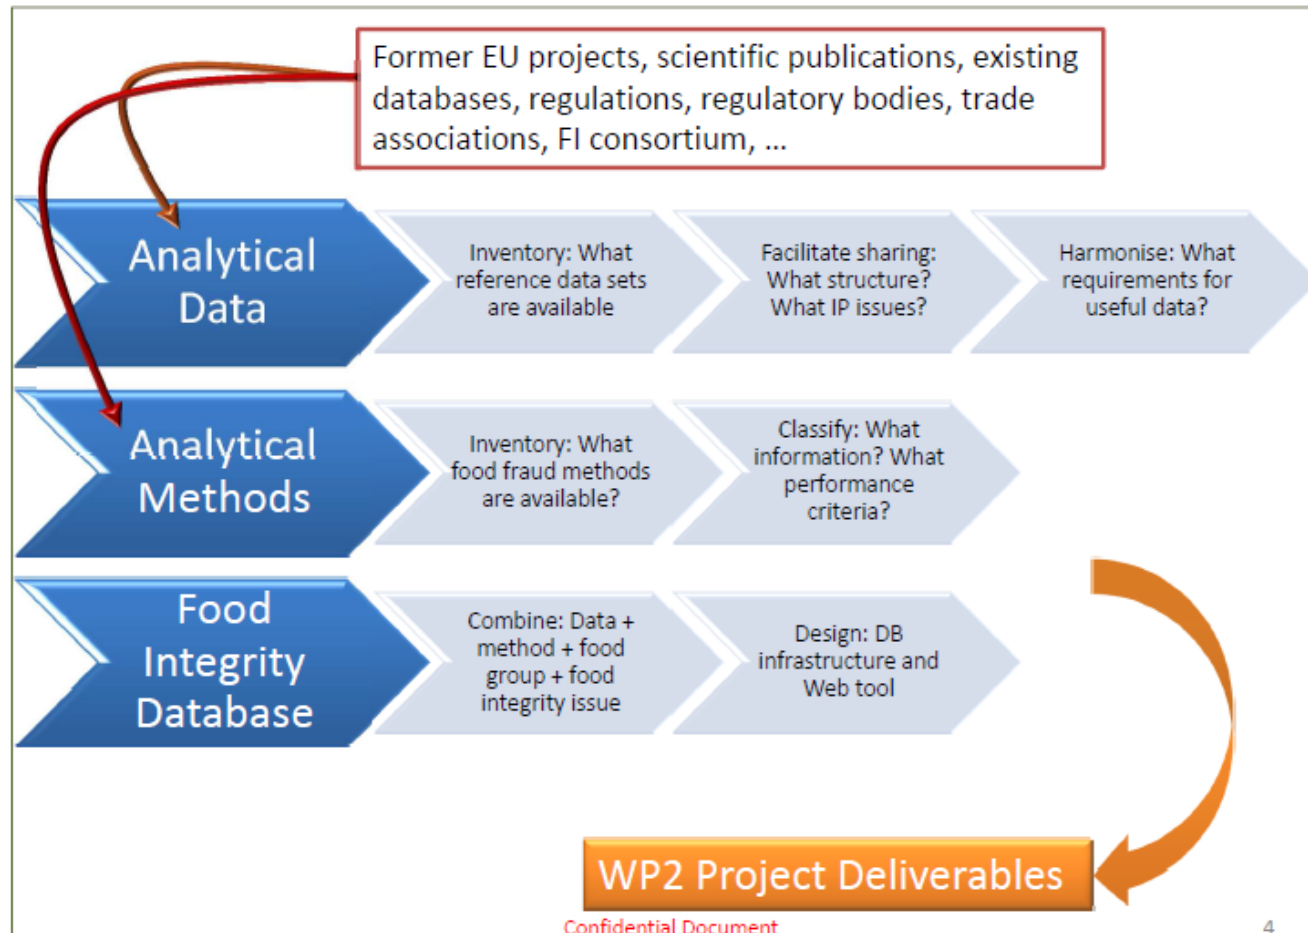 Former EU projects, scientific publications, existing
databases, regulations, regulatory bodies, trade
associations, FI consortium, ...
Analytical
Data
Inventory: What
reference data sets
are available
Facilitate sharing:
What structure?
What IP issues?
Harmonise: What
requirements for
useful data?
Analytical
Methods
Inventory: What
food fraud methods
are available?
Classify: What
information? What
performance
criteria?
Food
Integrity
Database
Combine: Data +
method + food
group + food
integrity issue
Design: DB
infrastructure and
Web tool
WP2 Project Deliverables
Confidential Document
4